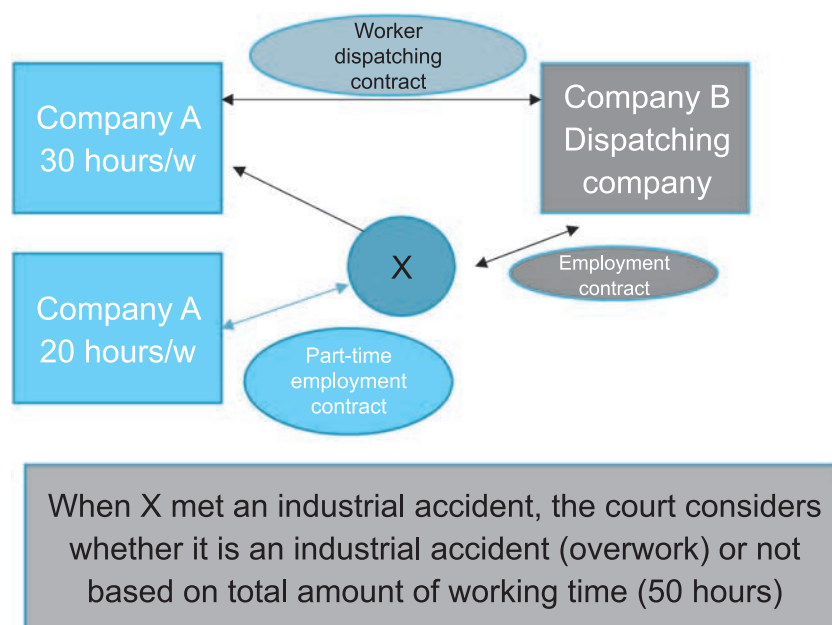 Worker
dispatching
contract
Company A
30 hours/w
Company B
Dispatching
company
X
Employment
contract
Company A
20 hours/w
Part-time
employment
contract
When X met an industrial accident, the court considers
whether it is an industrial accident (overwork) or not
based on total amount of working time (50 hours)